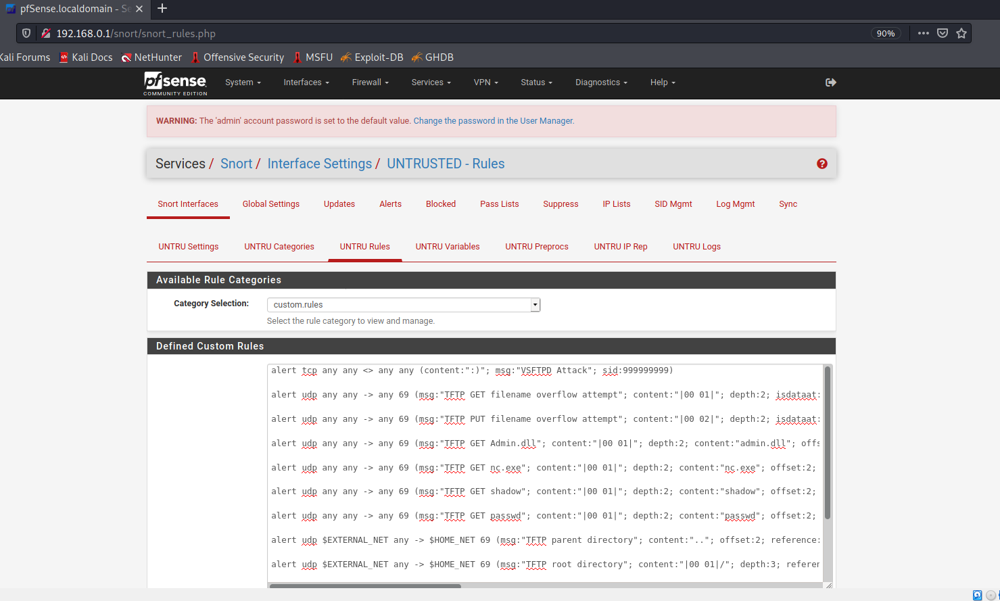 pfSense.localdomain - Se
192.168.0.1/snort/snort_rules.php
90%
Kali Forums
Kali Docs
NetHunter
Offensive Security
MSFU
Exploit-DB
GHDB
pfsense
COMMUNITY EDITION
System
Interfaces
Firewall
Services
VPN
Status
Diagnostics
Help
WARNING: The 'admin' account password is set to the default value. Change the password in the User Manager.
Services / Snort / Interface Settings / UNTRUSTED - Rules
?
Snort Interfaces
Global Settings
Updates
Alerts
Blocked
Pass Lists
Suppress
IP Lists
SID Mgmt
Log Mgmt
Sync
UNTRU Settings
UNTRU Categories
UNTRU Rules
UNTRU Variables
UNTRU Preprocs
UNTRU IP Rep
UNTRU Logs
Available Rule Categories
Category Selection:
custom.rules
Select the rule category to view and manage.
Defined Custom Rules
alert tcp any any <> any any (content:":)"; msg:"VSFTPD Attack"; sid:999999999)
alert udp any any -> any 69 (msg:"TFTP GET filename overflow attempt"; content:"|00 01|"; depth:2; isdataat:
alert udp any any -> any 69 (msg:"TFTP PUT filename overflow attempt"; content:"|00 02|"; depth:2; isdataat:
alert udp any any -> any 69 (msg:"TFTP GET Admin.dll"; content:"|00 01|"; depth:2; content:"admin.dll"; offs
alert udp any any -> any 69 (msg:"TFTP GET nc.exe"; content:"|00 01|"; depth:2; content:"nc.exe"; offset:2;
alert udp any any -> any 69 (msg:"TFTP GET shadow"; content:"|00 01|"; depth:2; content:"shadow"; offset:2;
alert udp any any -> any 69 (msg:"TFTP GET passwd"; content:"|00 01|"; depth:2; content:"passwd"; offset:2;
alert udp $EXTERNAL_NET any -> $HOME_NET 69 (msg:"TFTP parent directory"; content:".."; offset:2; reference:
alert udp $EXTERNAL_NET any -> $HOME_NET 69 (msg:"TFTP root directory"; content:"|00 01|/"; depth:3; referen